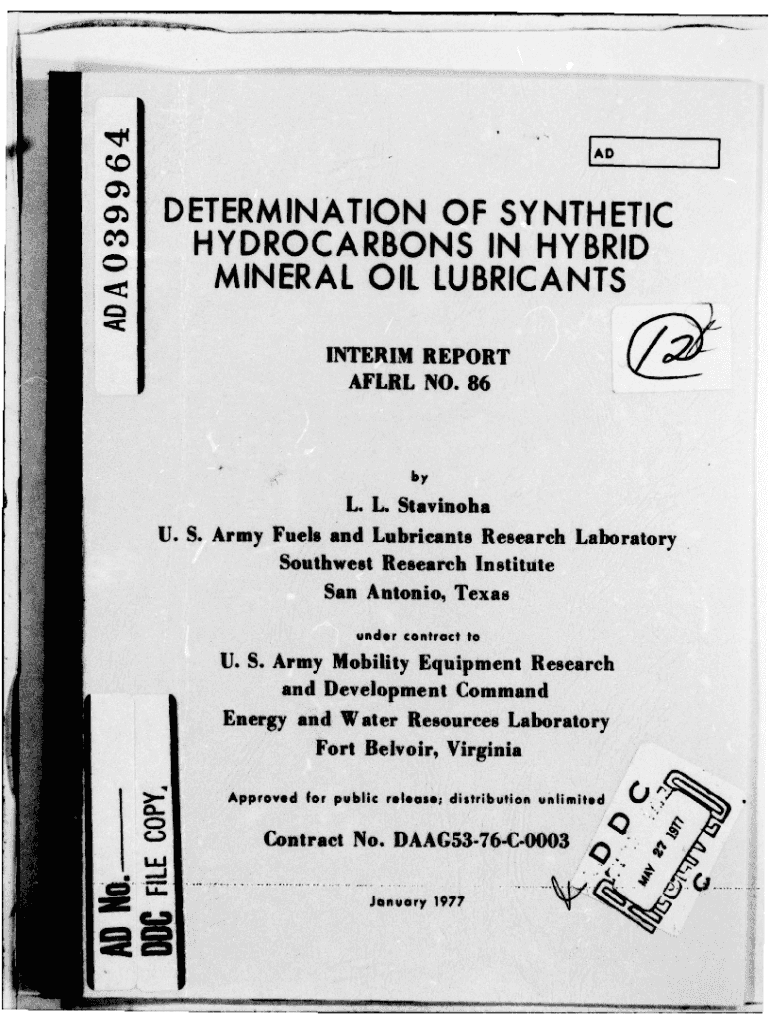 ADA039964
AD
DETERMINATION OF SYNTHETIC
HYDROCARBONS IN HYBRID
MINERAL OIL LUBRICANTS
12
INTERIM REPORT
AFLRL NO. 86
by
L. L. Stavinoha
U. S. Army Fuels and Lubricants Research Laboratory
Southwest Research Institute
San Antonio, Texas
under contract to
U. S. Army Mobility Equipment Research
and Development Command
Energy and Water Resources Laboratory
Fort Belvoir, Virginia
Approved for public release; distribution unlimited
Contract No. DAAG53-76-C-0003
January 1977
AD No.
DDC FILE COPY
DDC
MAY 27 1977
C